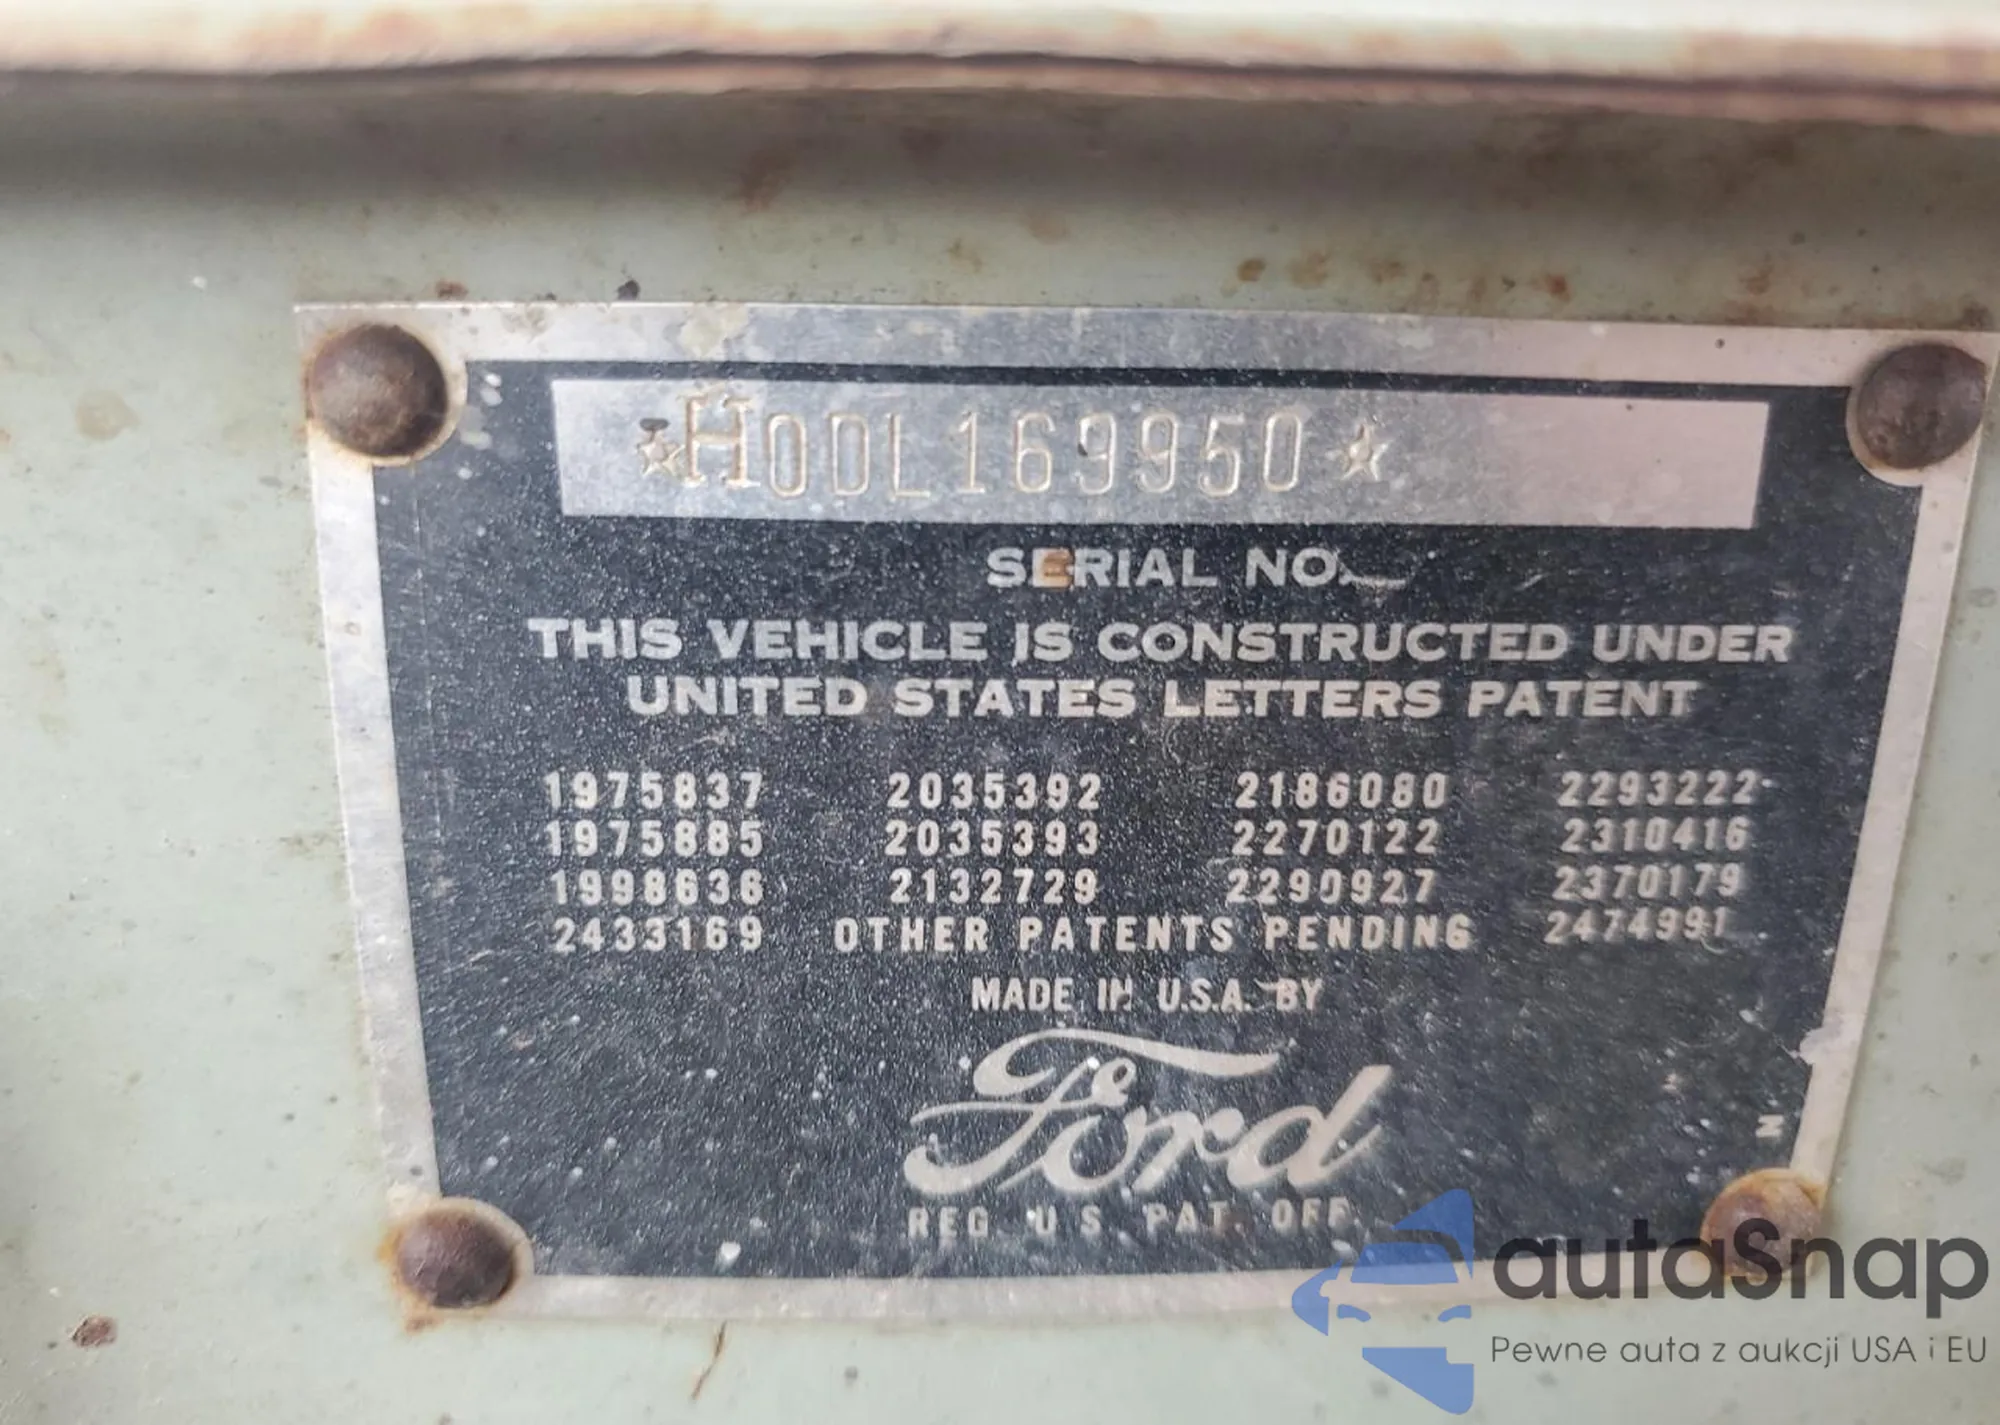 ★H0DL169950★
SERIAL NO.
THIS VEHICLE IS CONSTRUCTED UNDER
UNITED STATES LETTERS PATENT
1975837 2035392 2186080 2293222
1975885 2035393 2270122 2310416
1998636 2132729 2290927 2370179
2433169 OTHER PATENTS PENDING 2474991
MADE IN U.S.A. BY
Ford
REG. U.S. PAT. OFF.
N
autaSnap
Pewne auta z aukcji USA i EU